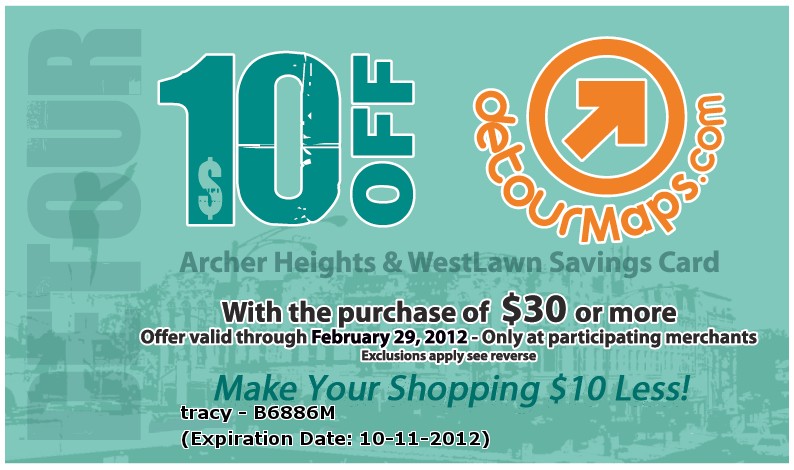 DE-TOUR
$10 OFF
detourMaps.com
Archer Heights & WestLawn Savings Card
With the purchase of $30 or more
Offer valid through February 29, 2012 - Only at participating merchants
Exclusions apply see reverse
Make Your Shopping $10 Less!
tracy - B6886M
(Expiration Date: 10-11-2012)